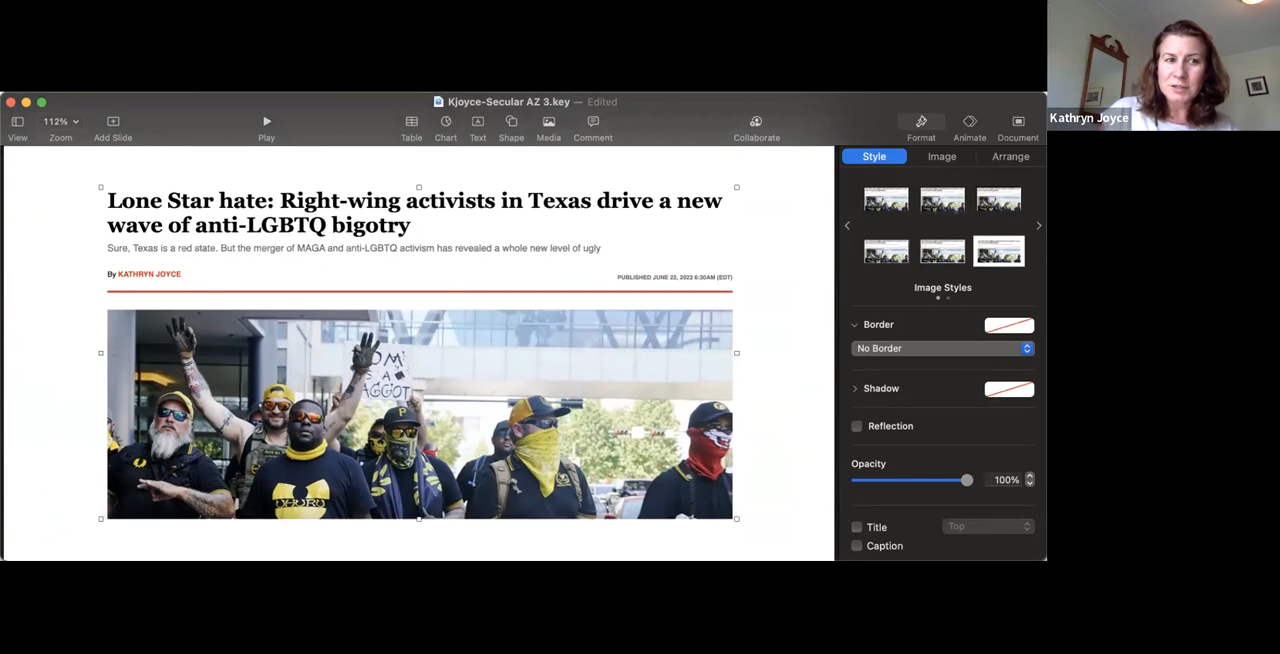 Kjoyce-Secular AZ 3.key — Edited
112%
View
Zoom
Add Slide
Play
Table
Chart
Text
Shape
Media
Comment
Collaborate
Format
Animate
Document
Kathryn Joyce
Style
Image
Arrange
Lone Star hate: Right-wing activists in Texas drive a new
wave of anti-LGBTQ bigotry
Sure, Texas is a red state. But the merger of MAGA and anti-LGBTQ activism has revealed a whole new level of ugly
By KATHRYN JOYCE
PUBLISHED JUNE 23, 2022 6:30AM (EDT)
P
Image Styles
Border
No Border
Shadow
Reflection
Opacity
100%
Title
Top
Caption